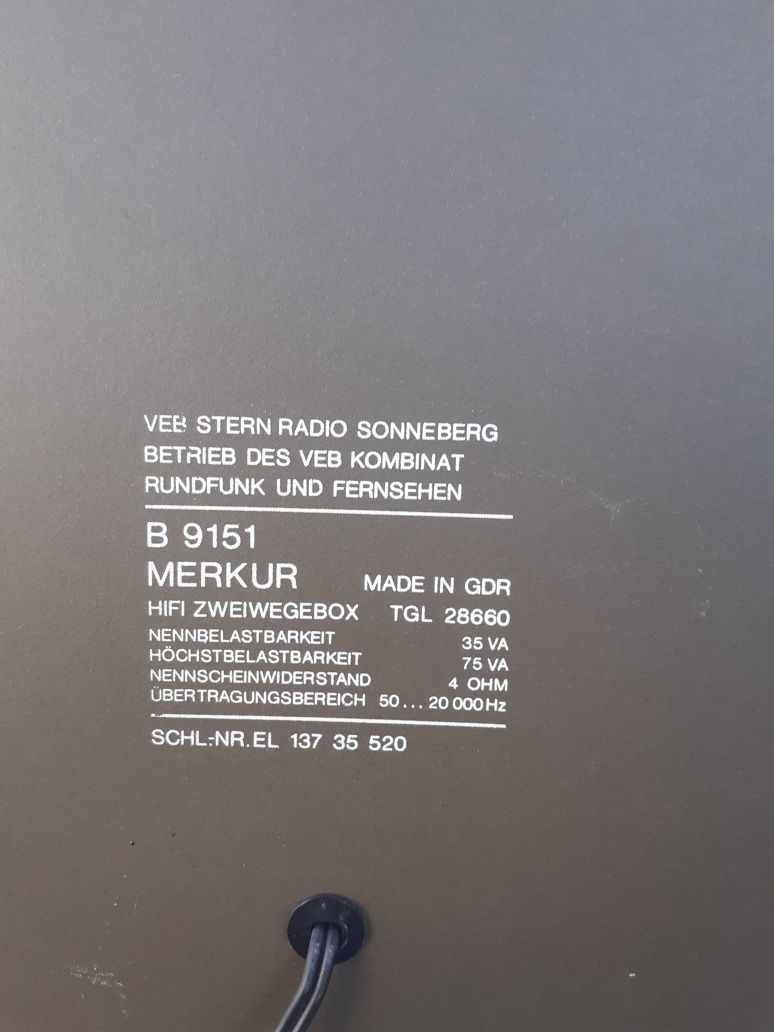 VEB STERN RADIO SONNEBERG
BETRIEB DES VEB KOMBINAT
RUNDFUNK UND FERNSEHEN
B 9151
MERKUR MADE IN GDR
HIFI ZWEIWEGEBOX TGL 28660
NENNBELASTBARKEIT 35 VA
HÖCHSTBELASTBARKEIT 75 VA
NENNSCHEINWIDERSTAND 4 OHM
ÜBERTRAGUNGSBEREICH 50...20 000 Hz
SCHL.-NR. EL 137 35 520